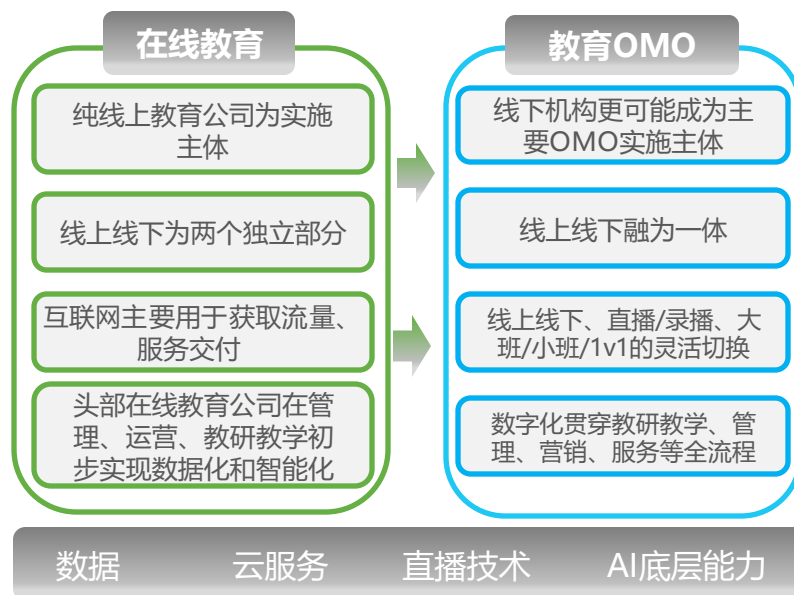 在线教育
纯线上教育公司为实施
主体
线上线下为两个独立部分
互联网主要用于获取流量、
服务交付
头部在线教育公司在管
理、运营、教研教学初
步实现数据化和智能化
教育OMO
线下机构更可能成为主
要OMO实施主体
线上线下融为一体
线上线下、直播/录播、大
班/小班/1v1的灵活切换
数字化贯穿教研教学、管
理、营销、服务等全流程
数据 云服务 直播技术 AI底层能力